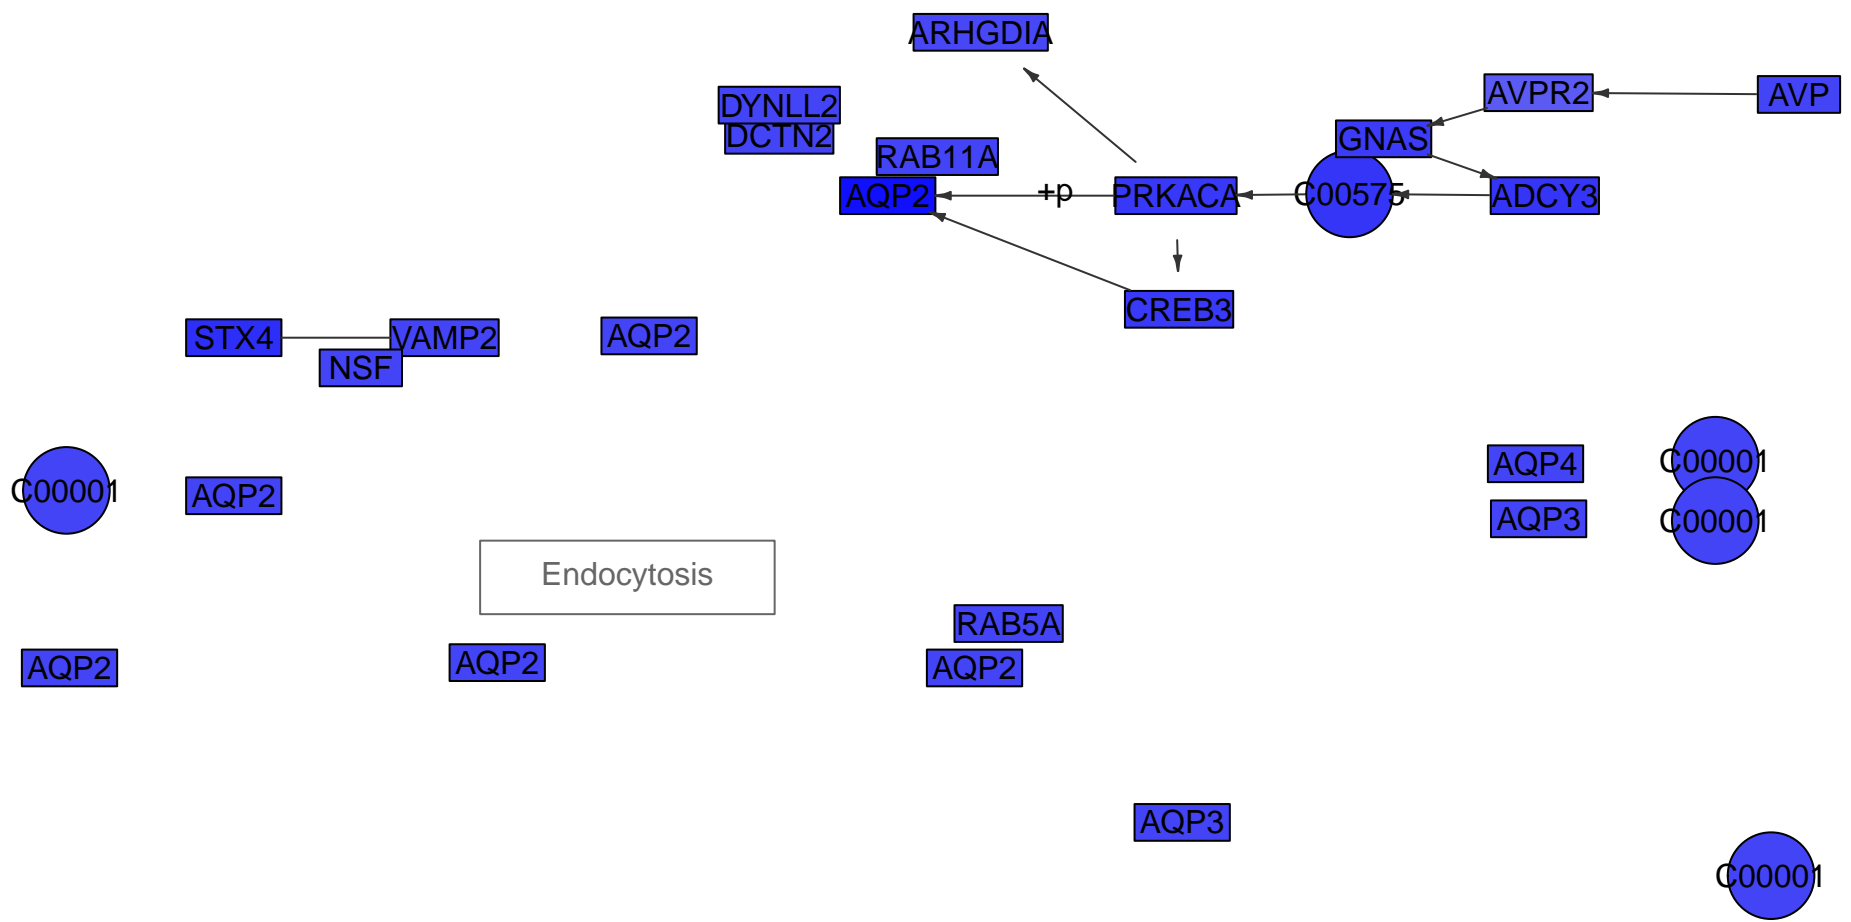 ARHGDIA
AVPR2
AVP
DYNLL2
DCTN2
GNAS
RAB11A
AQP2
+p
PRKACA
C00575
ADCY3
CREB3
STX4
VAMP2
AQP2
NSF
C00001
AQP2
AQP4
C00001
AQP3
C00001
Endocytosis
RAB5A
AQP2
AQP2
AQP2
AQP3
C00001